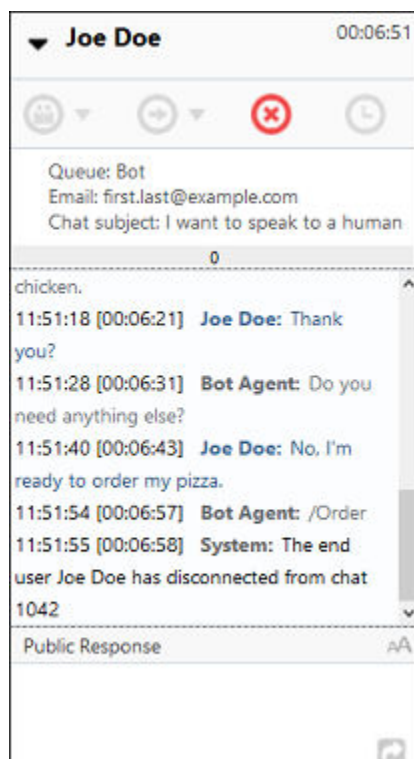 Joe Doe
00:06:51
Queue: Bot
Email: first.last@example.com
Chat subject: I want to speak to a human
0
chicken.
11:51:18 [00:06:21] Joe Doe: Thank
you?
11:51:28 [00:06:31] Bot Agent: Do you
need anything else?
11:51:40 [00:06:43] Joe Doe: No, I'm
ready to order my pizza.
11:51:54 [00:06:57] Bot Agent: /Order
11:51:55 [00:06:58] System: The end
user Joe Doe has disconnected from chat
1042
Public Response
AA